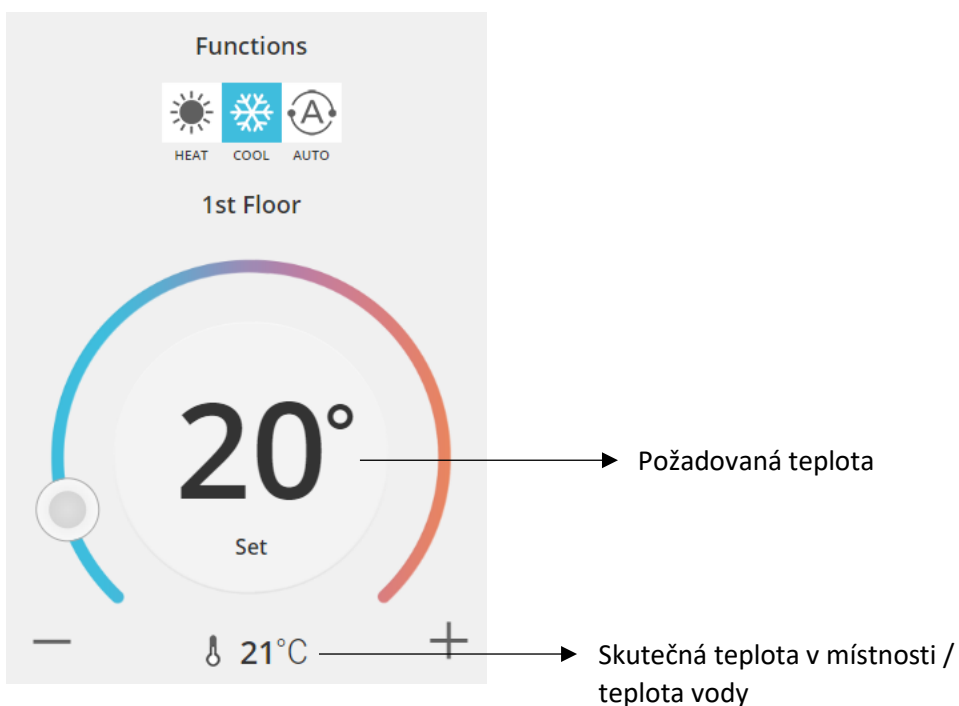 Functions
A
HEAT COOL AUTO
1st Floor
20°
Požadovaná teplota
Set
21°C
Skutečná teplota v místnosti /
teplota vody